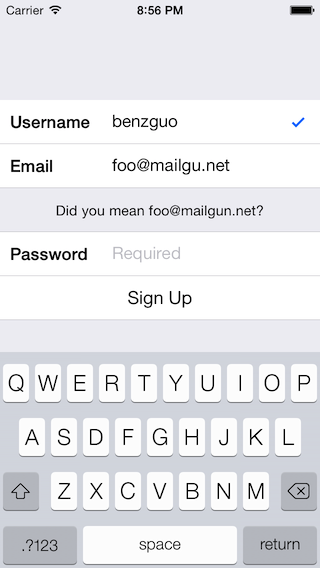 Carrier 8:56 PM
Username benzguo
Email foo@mailgu.net
Did you mean foo@mailgun.net?
Password Required
Sign Up
Q W E R T Y U I O P
A S D F G H J K L
Z X C V B N M
.?123 space return